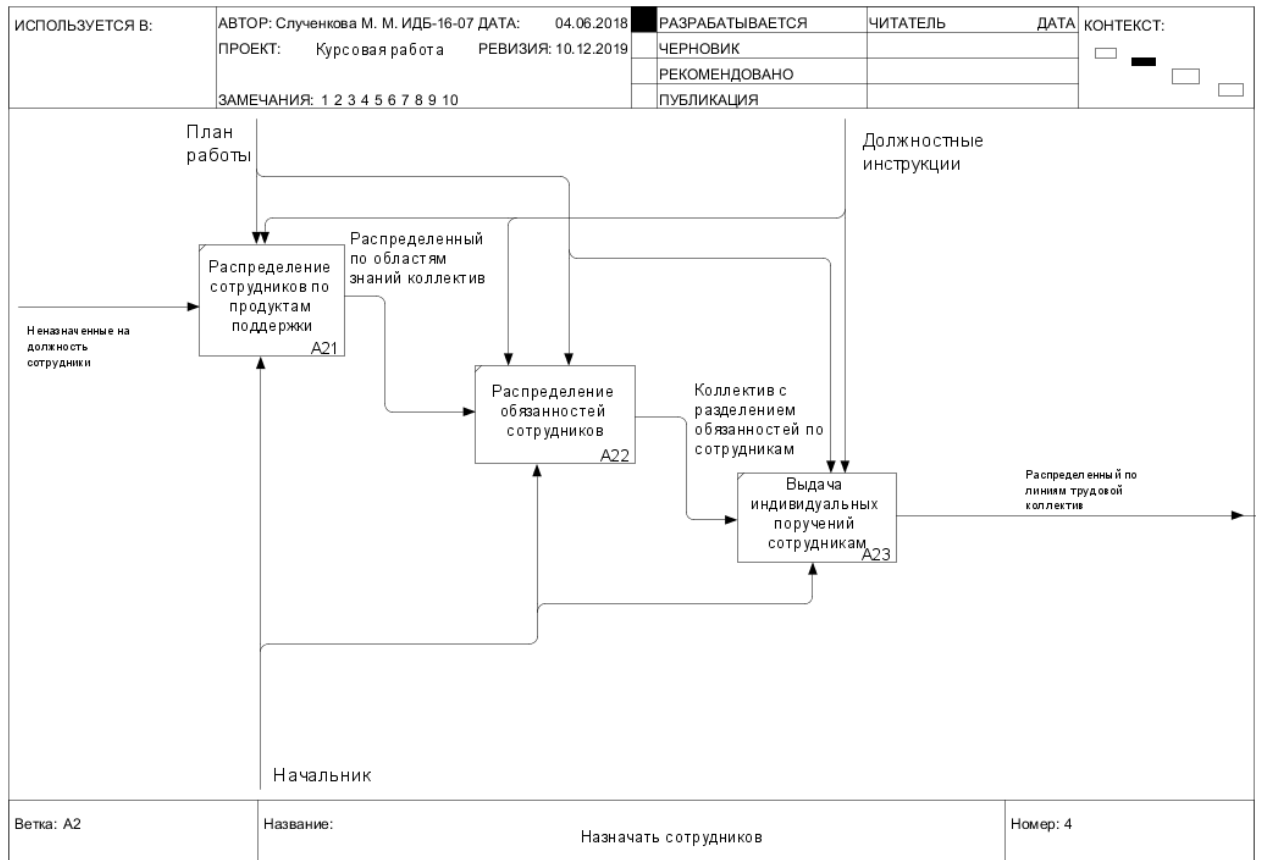 ИСПОЛЬЗУЕТСЯ В:
АВТОР: Слученкова М. М. ИДБ-16-07 ДАТА: 04.06.2018
ПРОЕКТ: Курсовая работа РЕВИЗИЯ: 10.12.2019
ЗАМЕЧАНИЯ: 1 2 3 4 5 6 7 8 9 10
РАЗРАБАТЫВАЕТСЯ
ЧЕРНОВИК
РЕКОМЕНДОВАНО
ПУБЛИКАЦИЯ
ЧИТАТЕЛЬ ДАТА
КОНТЕКСТ:
План
работы
Должностные
инструкции
Распределение
сотрудников по
продуктам
поддержки
A21
Распределенный
по областям
знаний коллектив
Неназначенные на
должность
сотрудники
Распределение
обязанностей
сотрудников
A22
Коллектив с
разделением
обязанностей по
сотрудникам
Выдача
индивидуальных
поручений
сотрудникам
A23
Распределенный по
линиям трудовой
коллектив
Начальник
Ветка: A2
Название:
Назначать сотрудников
Номер: 4